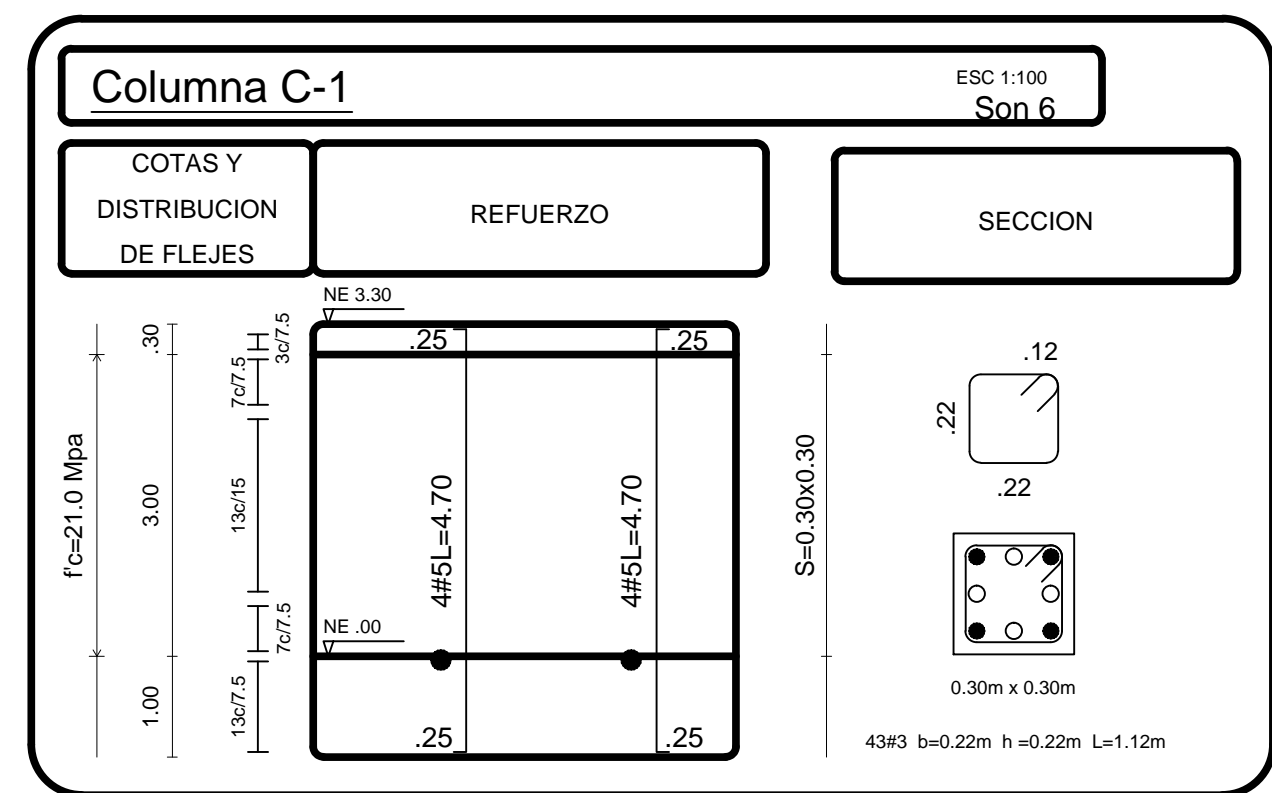 Columna C-1
ESC 1:100
Son 6
COTAS Y
DISTRIBUCION
DE FLEJES
REFUERZO
SECCION
NE 3.30
.30
3c/7.5
.25
.25
7c/7.5
f'c=21.0 Mpa
3.00
13c/15
4#5L=4.70
4#5L=4.70
S=0.30x0.30
7c/7.5
NE .00
1.00
13c/7.5
.25
.25
.12
.22
.22
0.30m x 0.30m
43#3 b=0.22m h =0.22m L=1.12m